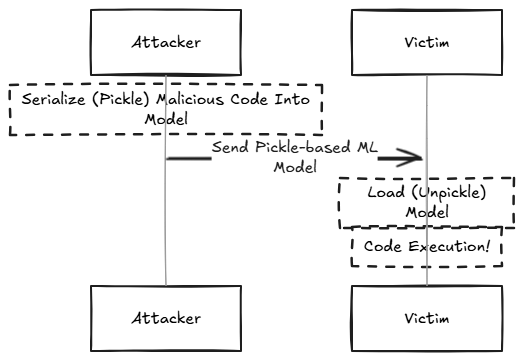 Attacker
Victim
Serialize (Pickle) Malicious Code Into
Model
Send Pickle-based ML
Model
Load (Unpickle)
Model
Code Execution!
Attacker
Victim